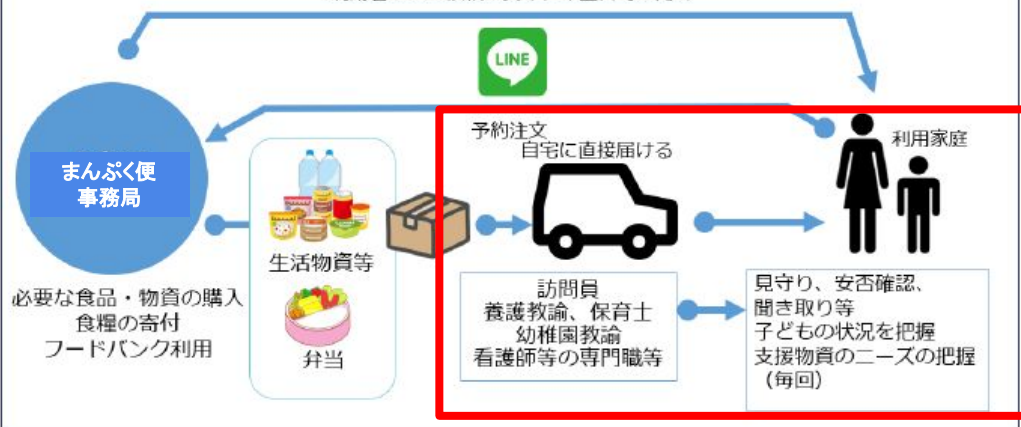 LINE
予約注文
自宅に直接届ける
利用家庭
まんぷく便
事務局
生活物資等
弁当
必要な食品・物資の購入
食糧の寄付
フードバンク利用
訪問員
養護教諭、保育士
幼稚園教諭
看護師等の専門職等
見守り、安否確認、
聞き取り等
子どもの状況を把握
支援物資のニーズの把握
(毎回)